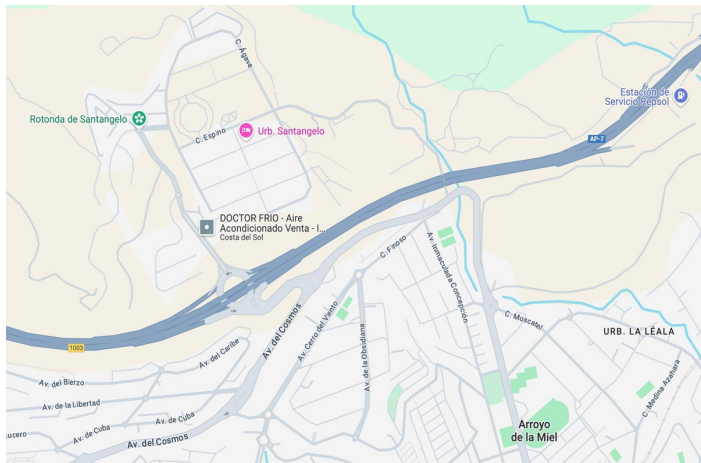 C. Ágave
Estación de
Servicio Repsol
Rotonda de Santangelo
C. Espino
Urb. Santangelo
AP-7
DOCTOR FRIO - Aire
Acondicionado Venta - I...
Costa del Sol
C. Finoso
Av. Inmaculada Concepción
Av. del Cosmos
Av. Cerro del Viento
Av. de la Obsidiana
C. Moscatel
URB. LA LEALA
1003
Av. del Caribe
Av. del Bierzo
Av. de la Libertad
C. Medina Azahara
Av. de Cuba
Av. de Cuba
Lucero
Av. del Cosmos
Arroyo
de la Miel